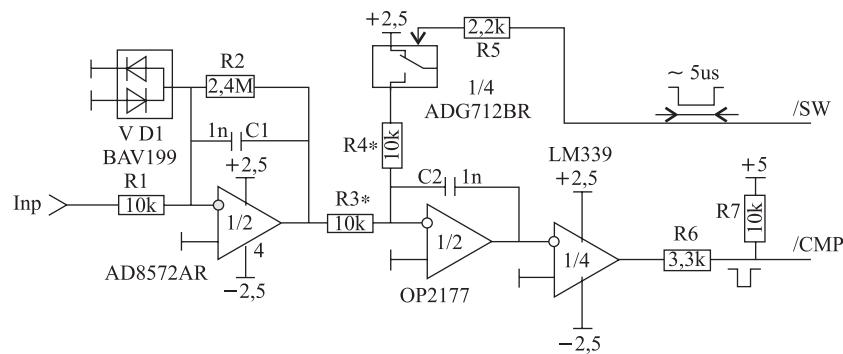 +2,5
2,2k
R5
R2
2,4M
1/4
ADG712BR
~ 5us
/SW
V D1
BAV199
1n C1
R4*
10k
LM339
+2,5
+2,5
+5
R1
R3*
C2 1n
R7
10k
Inp
10k
1/2
10k
R6
/CMP
4
1/2
1/4
3,3k
AD8572AR
−2,5
OP2177
−2,5